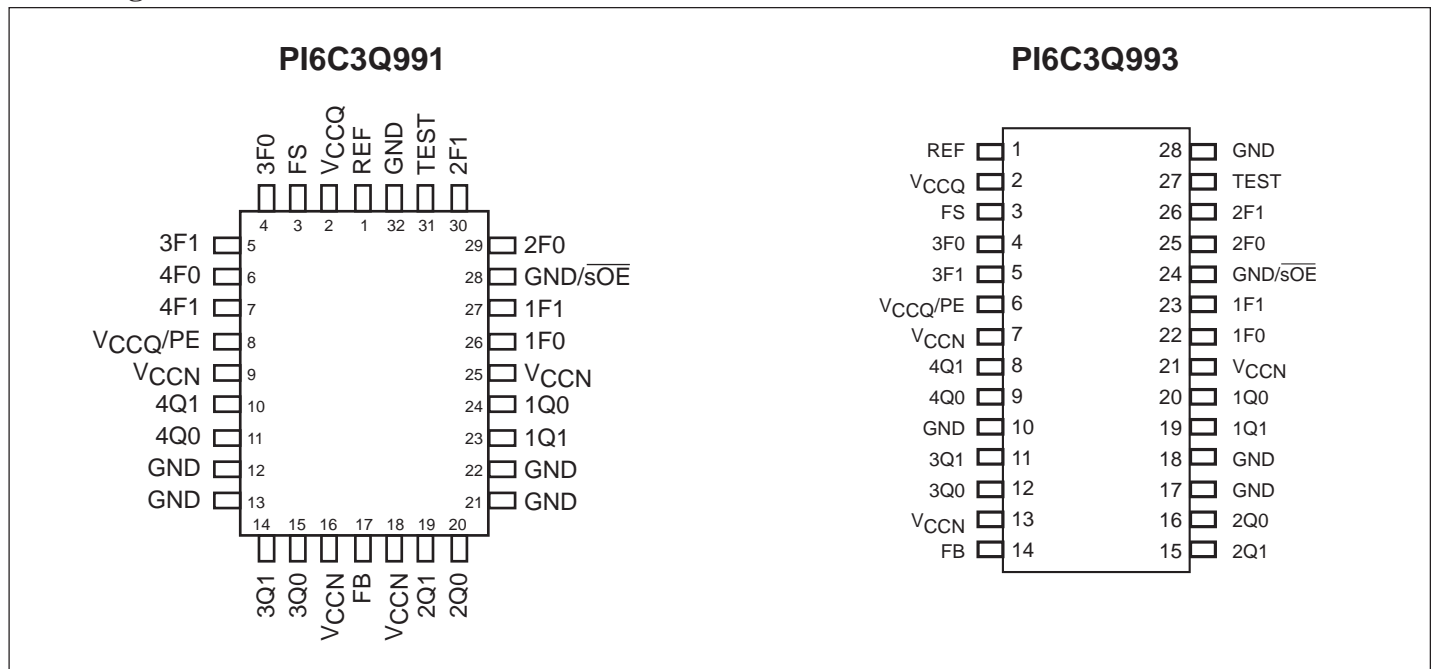 PI6C3Q991
3F0
FS
VCCQ
REF
GND
TEST
2F1
4 3 2 1 32 31 30
3F1 5 29 2F0
4F0 6 28 GND/sOE
4F1 7 27 1F1
VCCQ/PE 8 26 1F0
VCCN 9 25 VCCN
4Q1 10 24 1Q0
4Q0 11 23 1Q1
GND 12 22 GND
GND 13 21 GND
14 15 16 17 18 19 20
3Q1
3Q0
VCCN
FB
VCCN
2Q1
2Q0
PI6C3Q993
REF 1 28 GND
VCCQ 2 27 TEST
FS 3 26 2F1
3F0 4 25 2F0
3F1 5 24 GND/sOE
VCCQ/PE 6 23 1F1
VCCN 7 22 1F0
4Q1 8 21 VCCN
4Q0 9 20 1Q0
GND 10 19 1Q1
3Q1 11 18 GND
3Q0 12 17 GND
VCCN 13 16 2Q0
FB 14 15 2Q1